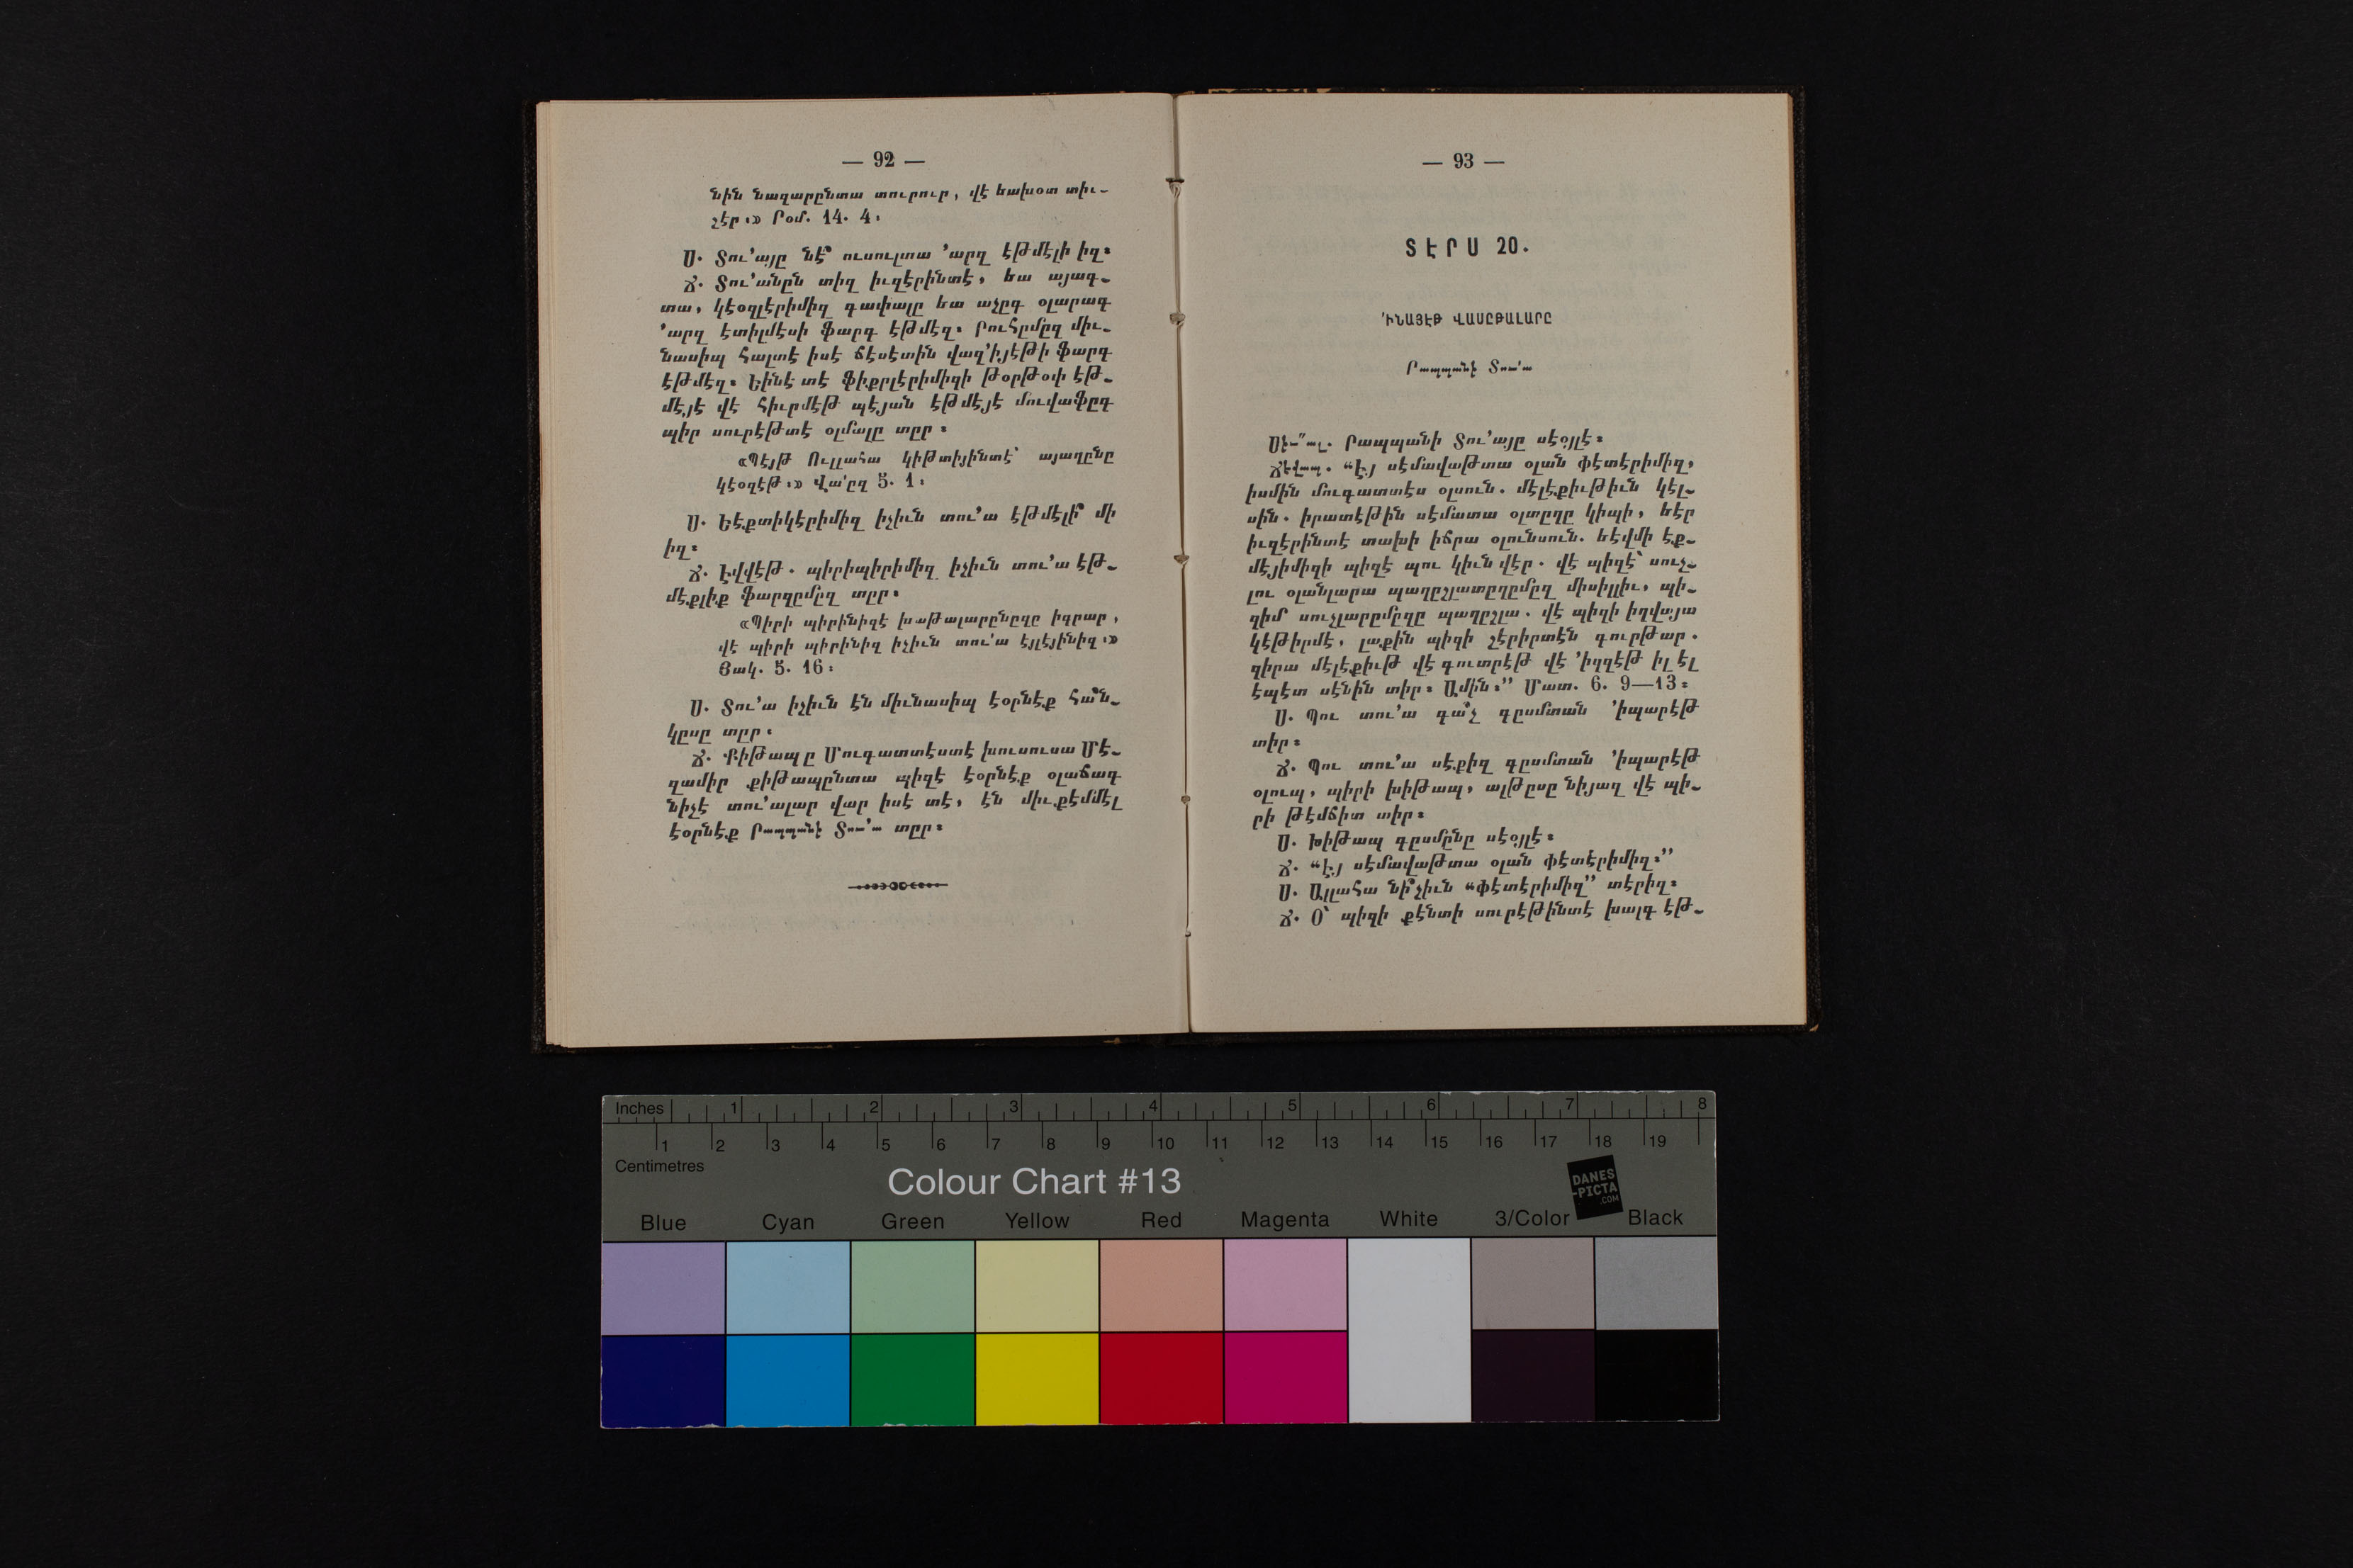 — 92 —
նին նազարընտա տուրուր, վէ եախօտ տիւ-
չէր։» Րօմ. 14. 4։
Ս. Տու՚այը նէ՞ ուսուլտա ՚արզ էթմէլի իզ։
Ճ. Տու՚անըն տիզ իւզէրինտէ, եա այագ-
տա, կէօզլէրիմիզ գափալը եա աչըգ օլարագ
՚արզ էտիլմէսի ֆարգ էթմէզ։ Րուհըմըզ միւ-
նասիպ հալտէ իսէ ճէսէտին վազ՚իյէթի ֆարգ
էթմէզ։ Եինէ տէ ֆիքրլէրիմիզի թօրթօփ էթ-
մէյէ վէ հիւրմէթ պէյան էթմէյէ մուվաֆըգ
պիր սուրէթտէ օլմալը տըր։
«Պէյթ Ուլլահա կիթտիյինտէ՝ այաղընը
կէօզէթ։» Վա՚ըզ 5. 1։
Ս. Եէքտիկէրիմիզ իչիւն տու՚ա էթմէլի՞ մի
իզ։
Ճ. Էվվէթ. պիրիպիրիմիզ իչիւն տու՚ա էթ-
մէքլիք ֆարզըմըզ տըր։
«Պիրի պիրինիզէ խաթալարընըզը իգրար,
վէ պիրի պիրինիզ իչիւն տու՚ա էյլէյինիզ։»
Յակ. 5. 16։
Ս. Տու՚ա իչիւն էն միւնասիպ էօրնէք հա՞ն-
կըսը տըր։
Ճ. Քիթապը Մուգատտէստէ խուսուսա Մէ-
զամիր քիթապընտա պիզէ էօրնէք օլաճագ
նիչէ տու՚ալար վար իսէ տէ, էն միւքէմմէլ
էօրնէք Րապպանի Տու՚ա տըր։
— 93 —
ՏԷՐՍ 20.
՚ԻՆԱՅԷԹ ՎԱՍԸԹԱԼԱՐԸ
Րապպանի Տու՚ա
Սէւ՚ալ. Րապպանի Տու՚այը սէօյլէ։
Ճէվապ. “Էյ սէմավաթտա օլան փէտէրիմիզ,
իսմին մուգատտէս օլսուն. մէլէքիւթիւն կէլ-
սին. իրատէթին սէմատա օլտըղը կիպի, եէր
իւզէրինտէ տախի իճրա օլունսուն. եէվմի էք-
մէյիմիզի պիզէ պու կիւն վէր. վէ պիզէ՝ սուչ-
լու օլանլարա պաղըշլատըղըմըզ միսիլլիւ, պի-
զիմ սուչլարըմըզը պաղըշլա. վէ պիզի իղվայա
կէթիրմէ, լաքին պիզի շէրիրտէն գուրթար.
զիրա մէլէքիւթ վէ գուտրէթ վէ ՚իզզէթ իլ էլ
էպէտ սէնին տիր։ Ամին։” Մատ. 6. 9—13։
Ս. Պու տու՚ա գա՞չ գըսմտան ՚իպարէթ
տիր։
Ճ. Պու տու՚ա սէքիզ գըսմտան ՚իպարէթ
օլուպ, պիրի խիթապ, ալթըսը նիյազ վէ պի-
րի թէմճիտ տիր։
Ս. Խիթապ գըսմընը սէօյլէ։
Ճ. “Էյ սէմավաթտա օլան փէտէրիմիզ։”
Ս. Ալլահա նի՞չիւն “փէտէրիմիզ” տէրիզ։
Ճ. Օ՝ պիզի քէնտի սուրէթինտէ խալգ էթ-
Inches 1 2 3 4 5 6 7 8
1 2 3 4 5 6 7 8 9 10 11 12 13 14 15 16 17 18 19
Centimetres
Colour Chart #13
DANES
-PICTA
.COM
Blue Cyan Green Yellow Red Magenta White 3/Color Black